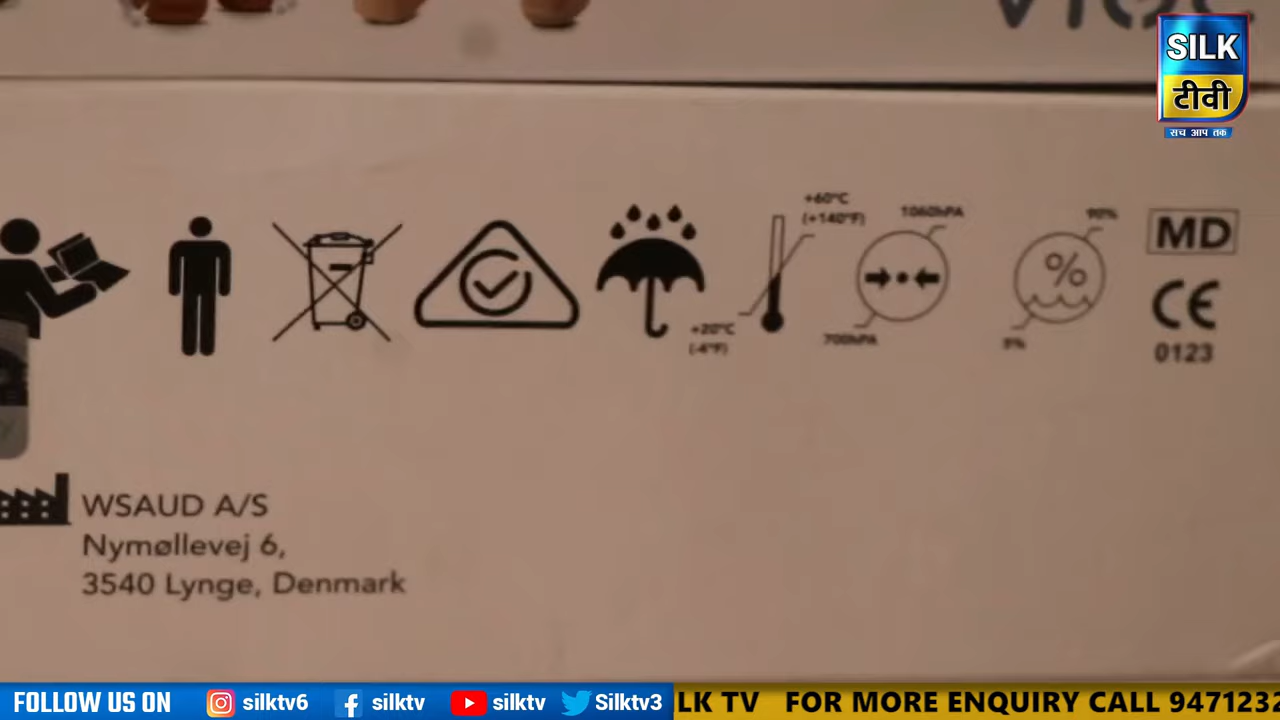 SILK
टीवी
सच आप तक
+60°C
(+140°F)
1060hPA
90%
MD
%
CE
0123
+20°C
(-4°F)
700hPA
5%
WSAUD A/S
Nymøllevej 6,
3540 Lynge, Denmark
FOLLOW US ON silktv6 silktv silktv Silktv3 LK TV FOR MORE ENQUIRY CALL 9471232